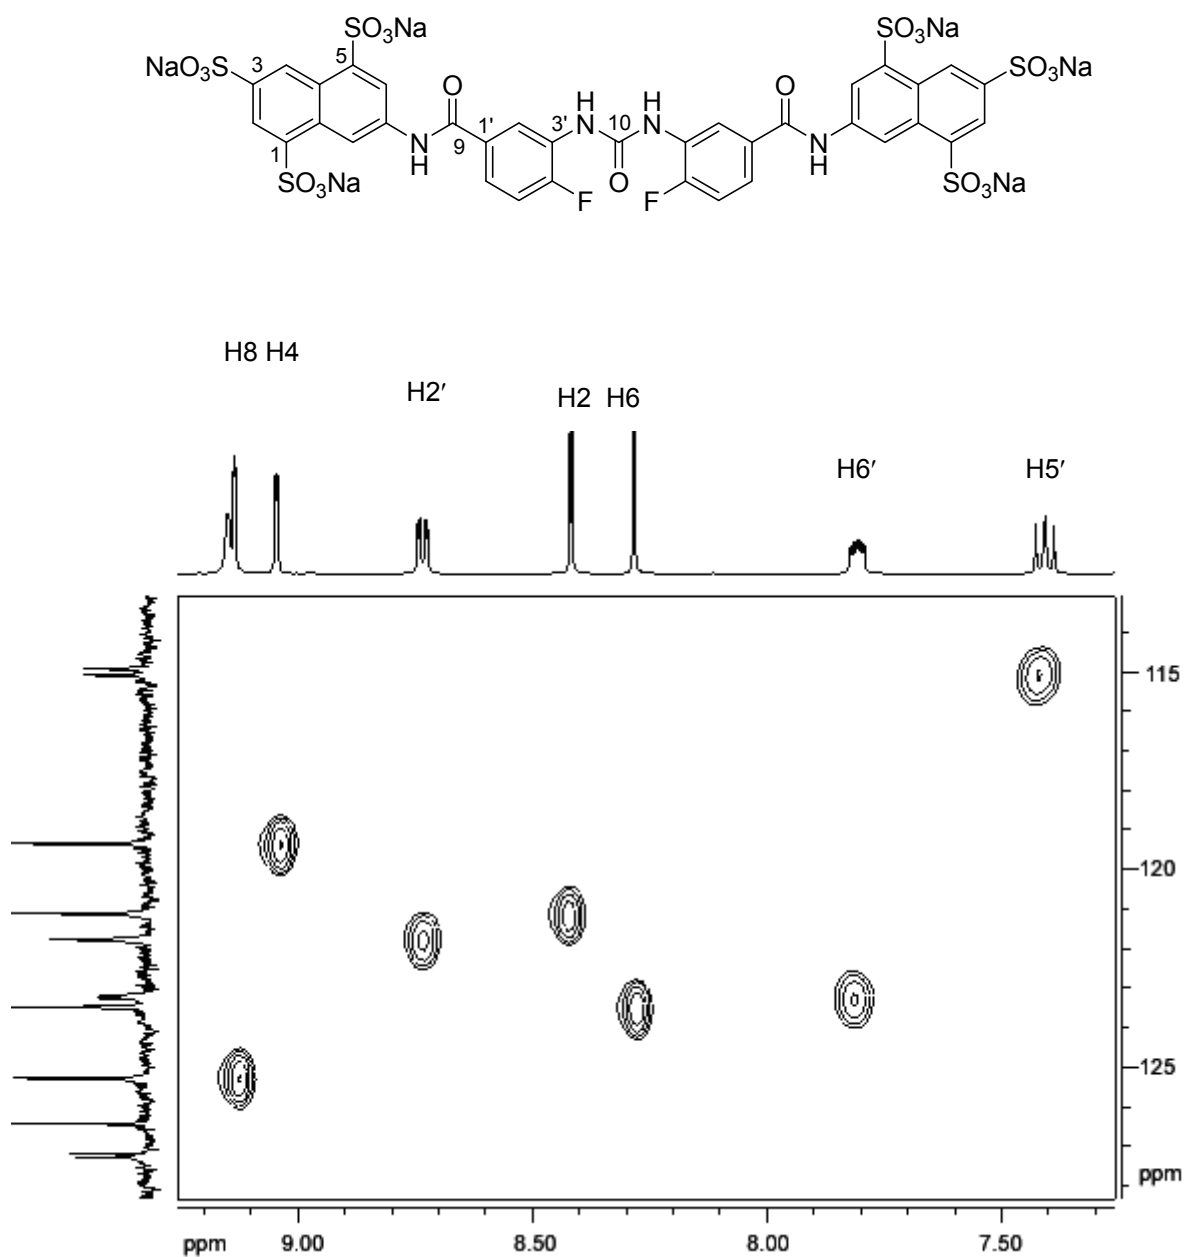 SO3Na SO3Na
NaO3S 3 5 O H H O SO3Na
1' 3' N 10 N
1 N 9 N
SO3Na H O H SO3Na
F F
H8 H4
H2′
H2 H6
H6′ H5′
115
120
125
ppm
ppm 9.00 8.50 8.00 7.50